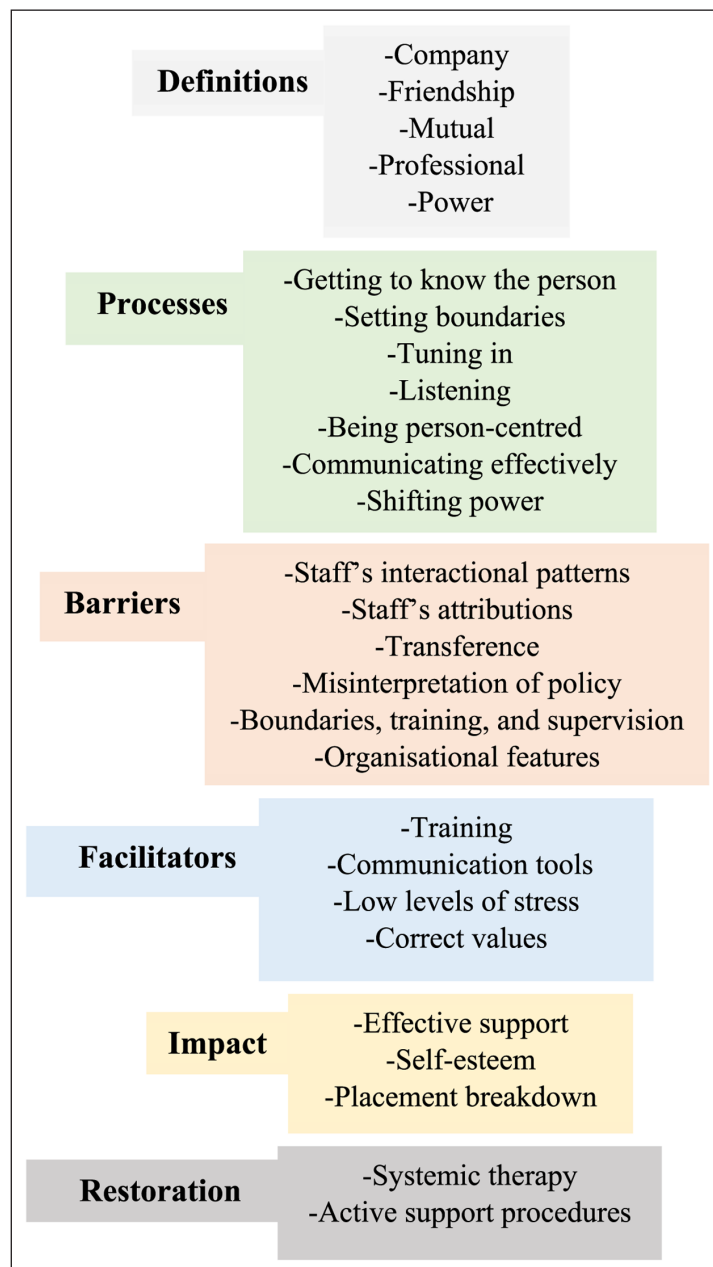 Definitions
-Company
-Friendship
-Mutual
-Professional
-Power
Processes
-Getting to know the person
-Setting boundaries
-Tuning in
-Listening
-Being person-centred
-Communicating effectively
-Shifting power
Barriers
-Staff’s interactional patterns
-Staff’s attributions
-Transference
-Misinterpretation of policy
-Boundaries, training, and supervision
-Organisational features
Facilitators
-Training
-Communication tools
-Low levels of stress
-Correct values
Impact
-Effective support
-Self-esteem
-Placement breakdown
Restoration
-Systemic therapy
-Active support procedures